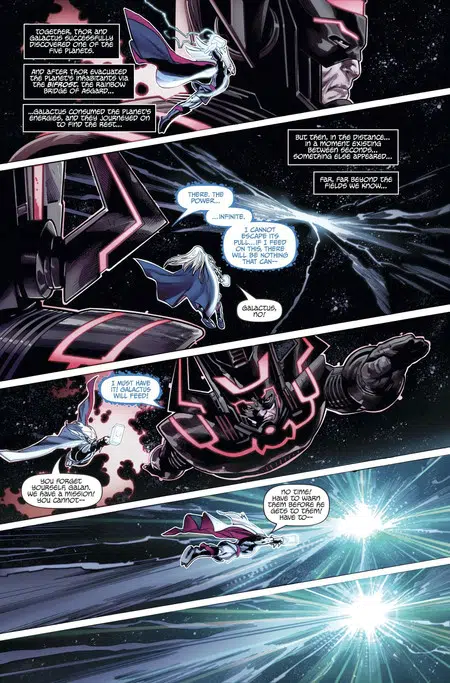 TOGETHER, THOR AND
GALACTUS SUCCESSFULLY
DISCOVERED ONE OF THE
FIVE PLANETS.
AND AFTER THOR EVACUATED
THE PLANET'S INHABITANTS VIA
THE BIFROST, THE RAINBOW
BRIDGE OF ASGARD...
...GALACTUS CONSUMED THE PLANET'S
ENERGIES, AND THEY JOURNEYED ON
TO FIND THE REST...
BUT THEN, IN THE DISTANCE...
IN A MOMENT EXISTING
BETWEEN SECONDS...
SOMETHING ELSE APPEARED...
FAR, FAR BEYOND THE
FIELDS WE KNOW...
THERE. THE
POWER...
...INFINITE.
I CANNOT
ESCAPE ITS
PULL...IF I FEED
ON THIS, THERE
WILL BE NOTHING
THAT CAN--
GALACTUS,
NO!
I MUST
HAVE IT! GALACTUS
WILL FEED!
YOU FORGET
YOURSELF, GALAN.
WE HAVE A MISSION!
YOU CANNOT--
NO TIME!
HAVE TO WARN
THEM BEFORE HE
GETS TO THEM!
HAVE TO--